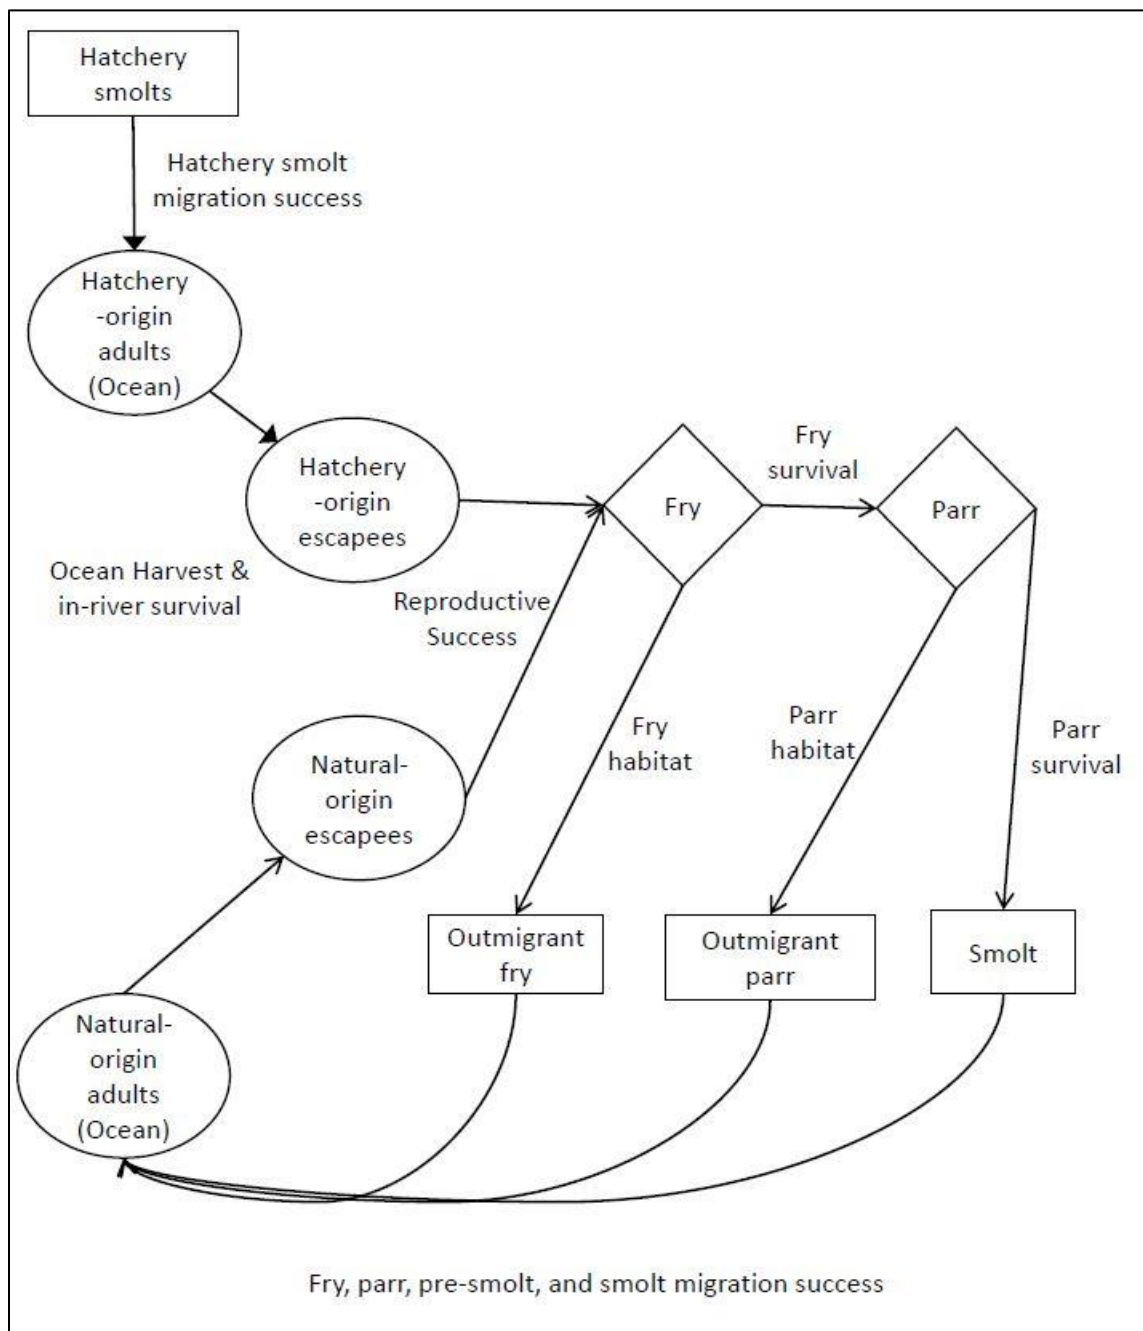 Hatchery
smolts
Hatchery smolt
migration success
Hatchery
-origin
adults
(Ocean)
Hatchery
-origin
escapees
Fry
Fry
survival
Parr
Ocean Harvest &
in-river survival
Reproductive
Success
Natural-
origin
escapees
Fry
habitat
Parr
habitat
Parr
survival
Outmigrant
fry
Outmigrant
parr
Smolt
Natural-
origin
adults
(Ocean)
Fry, parr, pre-smolt, and smolt migration success